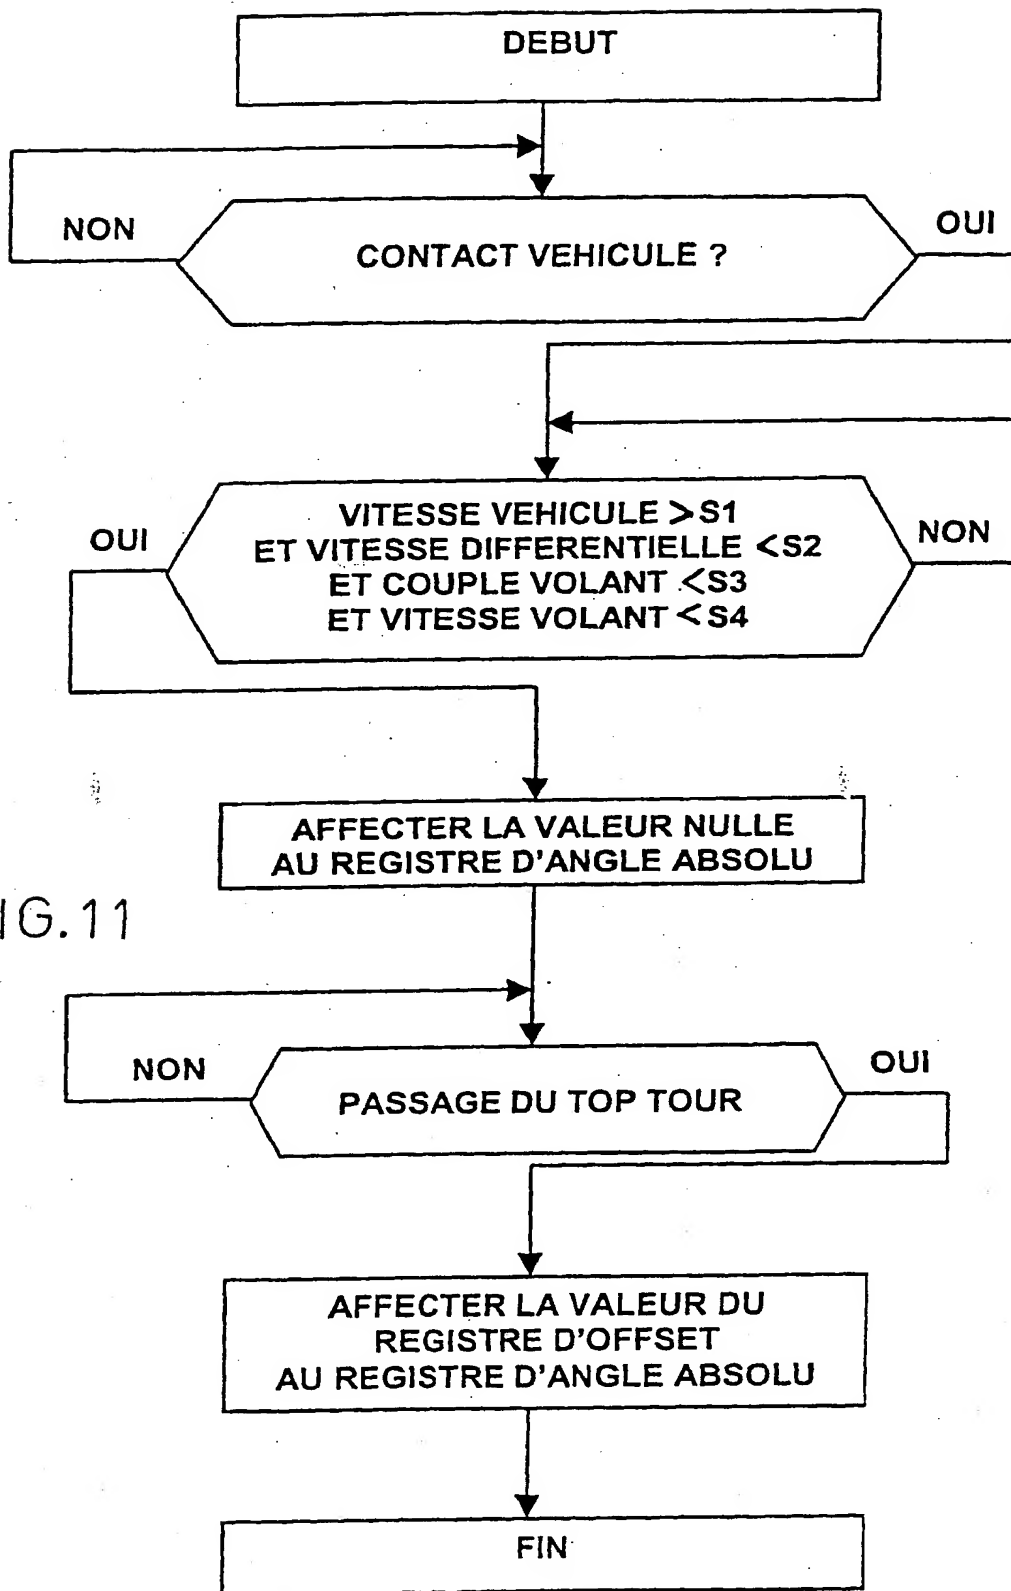 DEBUT
NON
OUI
CONTACT VEHICULE ?
OUI
NON
VITESSE VEHICULE >S1
ET VITESSE DIFFERENTIELLE <S2
ET COUPLE VOLANT <S3
ET VITESSE VOLANT <S4
AFFECTER LA VALEUR NULLE
AU REGISTRE D'ANGLE ABSOLU
IG.11
NON
OUI
PASSAGE DU TOP TOUR
AFFECTER LA VALEUR DU
REGISTRE D'OFFSET
AU REGISTRE D'ANGLE ABSOLU
FIN